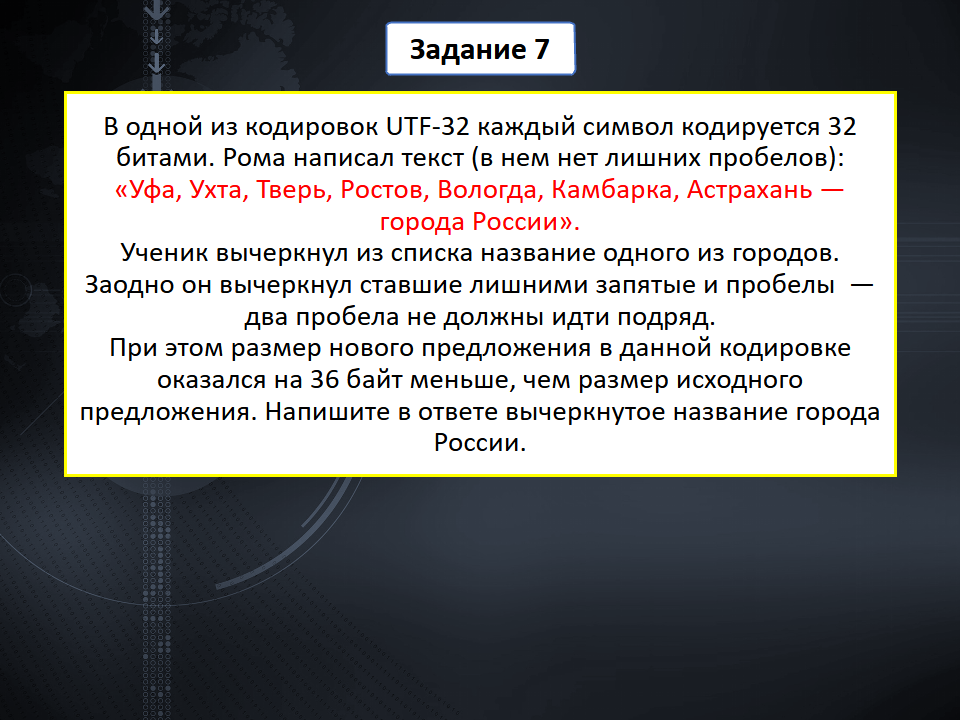 Задание 7
В одной из кодировок UTF-32 каждый символ кодируется 32
битами. Рома написал текст (в нем нет лишних пробелов):
«Уфа, Ухта, Тверь, Ростов, Вологда, Камбарка, Астрахань —
города России».
Ученик вычеркнул из списка название одного из городов.
Заодно он вычеркнул ставшие лишними запятые и пробелы  —
два пробела не должны идти подряд.
При этом размер нового предложения в данной кодировке
оказался на 36 байт меньше, чем размер исходного
предложения. Напишите в ответе вычеркнутое название города
России.